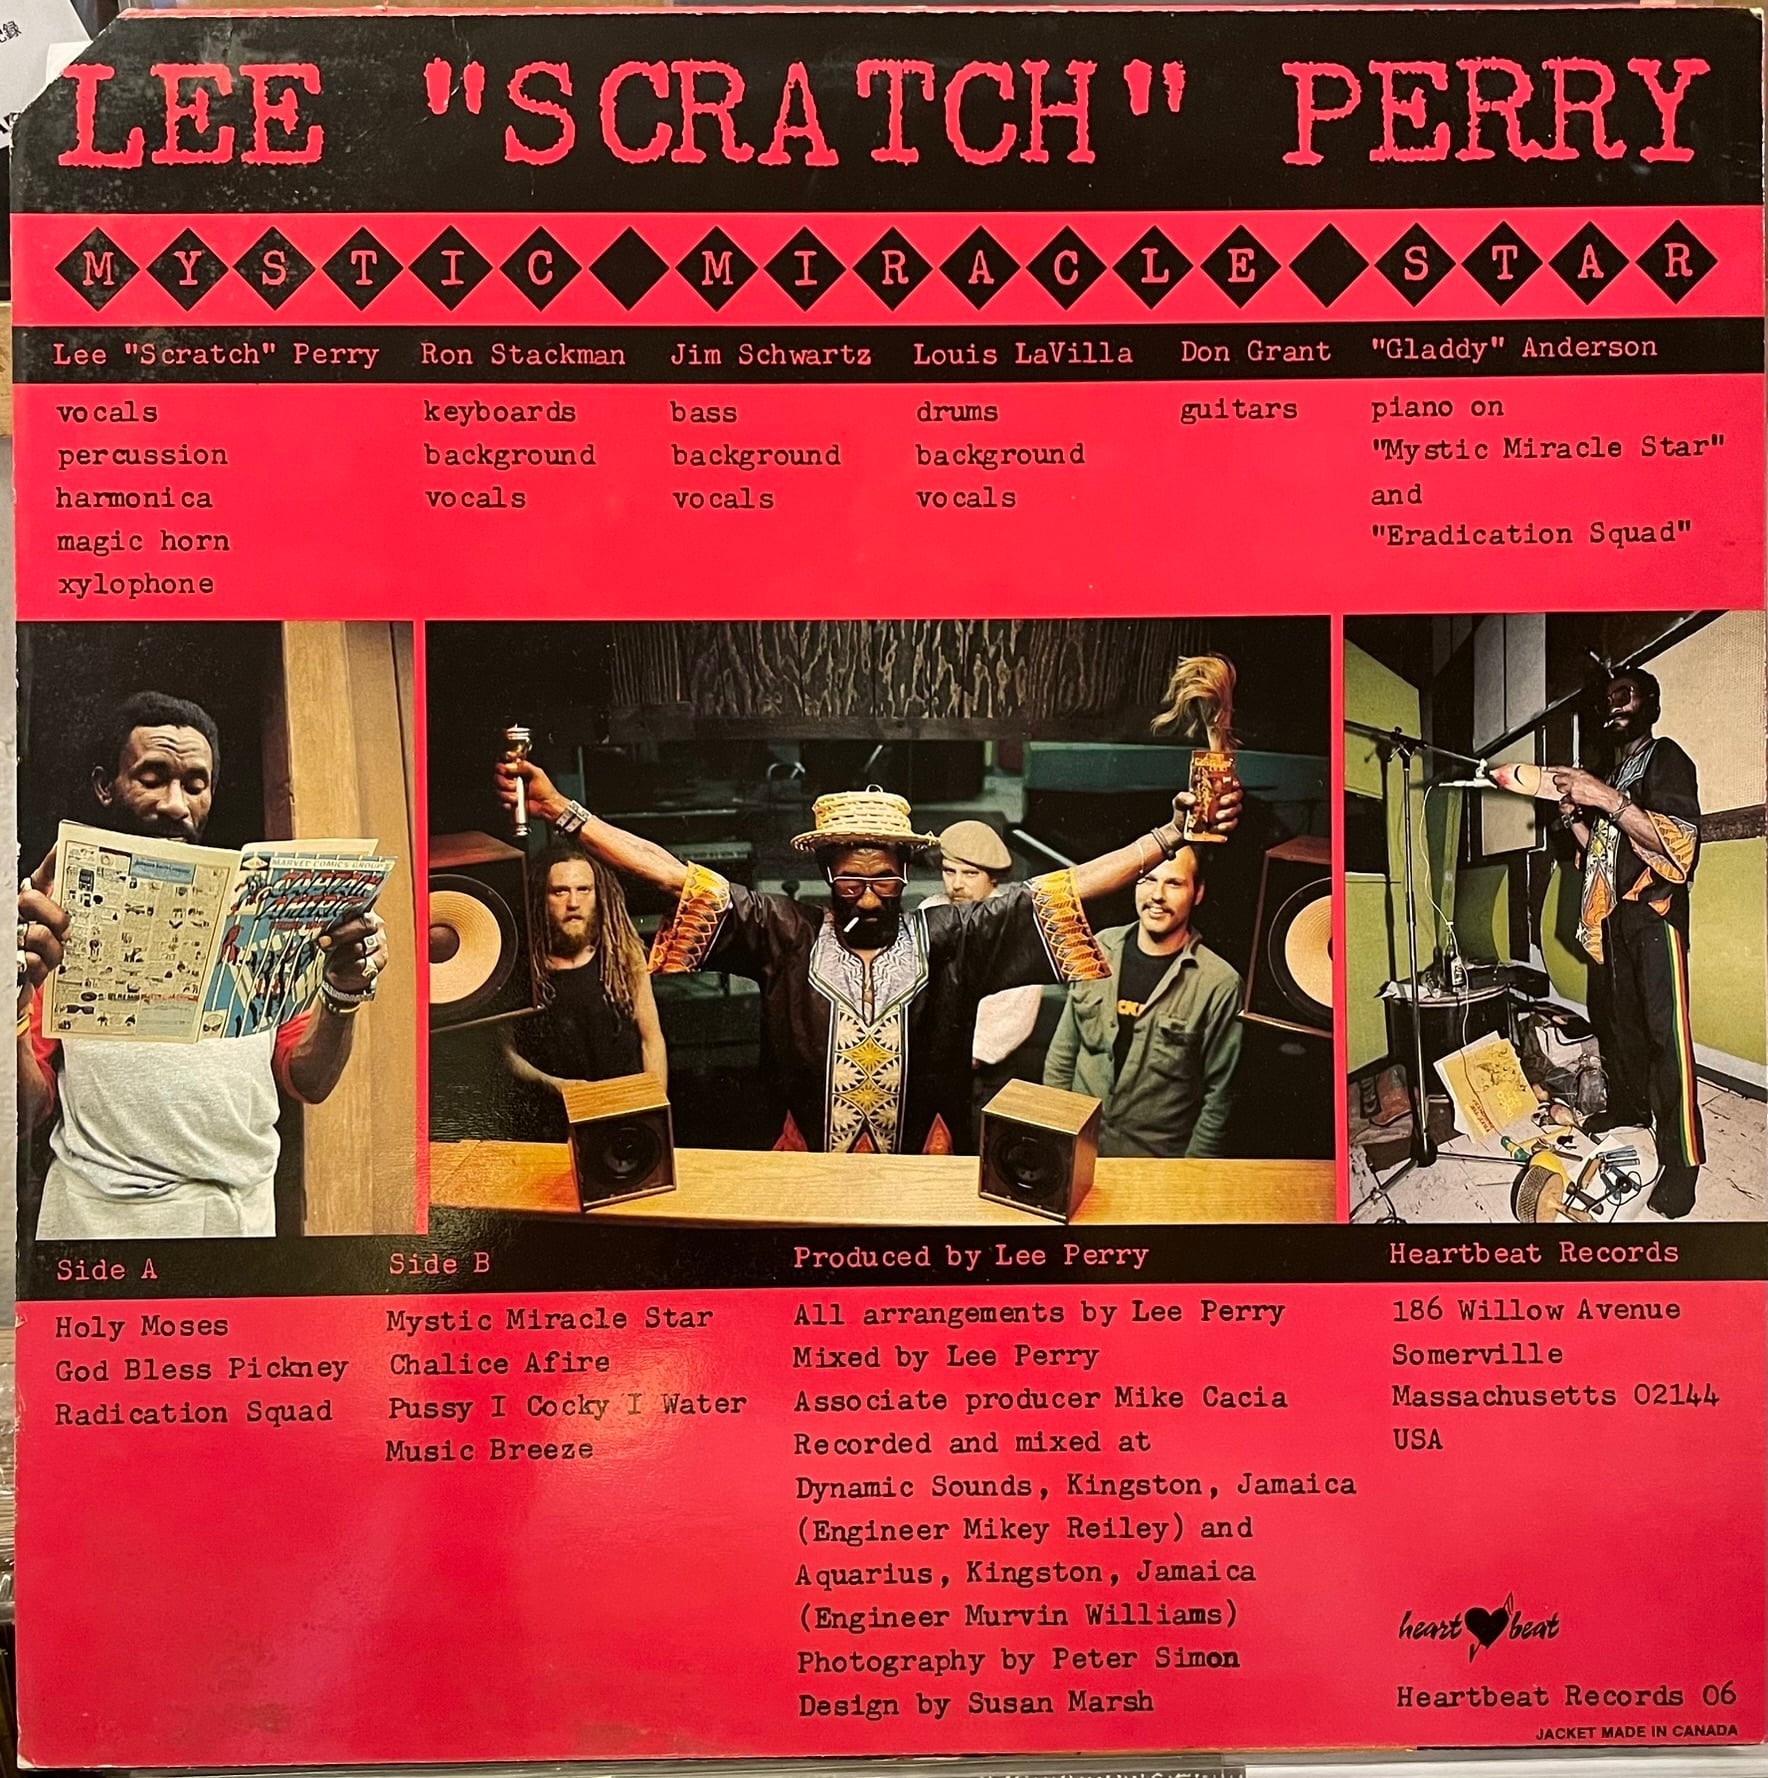 LEE "SCRATCH" PERRY
MYSTIC MIRACLE STAR
Lee "Scratch" Perry
vocals
percussion
harmonica
magic horn
xylophone
Ron Stackman
keyboards
background
vocals
Jim Schwartz
bass
background
vocals
Louis LaVilla
drums
background
vocals
Don Grant
guitars
"Gladdy" Anderson
piano on
"Mystic Miracle Star"
and
"Eradication Squad"
MARVEL COMICS GROUP
CAPTAIN
AMERICA
Side A
Holy Moses
God Bless Pickney
Radication Squad
Side B
Mystic Miracle Star
Chalice Afire
Pussy I Cocky I Water
Music Breeze
Produced by Lee Perry
All arrangements by Lee Perry
Mixed by Lee Perry
Associate producer Mike Cacia
Recorded and mixed at
Dynamic Sounds, Kingston, Jamaica
(Engineer Mikey Reiley) and
Aquarius, Kingston, Jamaica
(Engineer Murvin Williams)
Photography by Peter Simon
Design by Susan Marsh
Heartbeat Records
186 Willow Avenue
Somerville
Massachusetts 02144
USA
heart beat
Heartbeat Records 06
JACKET MADE IN CANADA